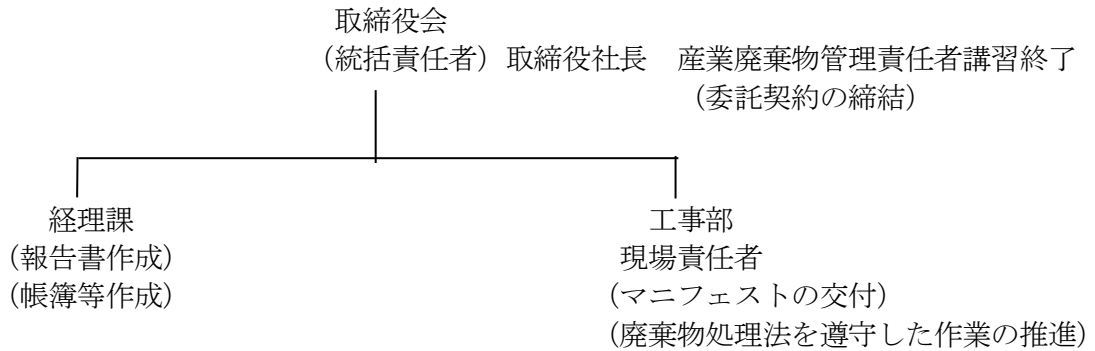 取締役会
(統括責任者) 取締役社長　産業廃棄物管理責任者講習終了
(委託契約の締結)
経理課
(報告書作成)
(帳簿等作成)
工事部
現場責任者
(マニフェストの交付)
(廃棄物処理法を遵守した作業の推進)